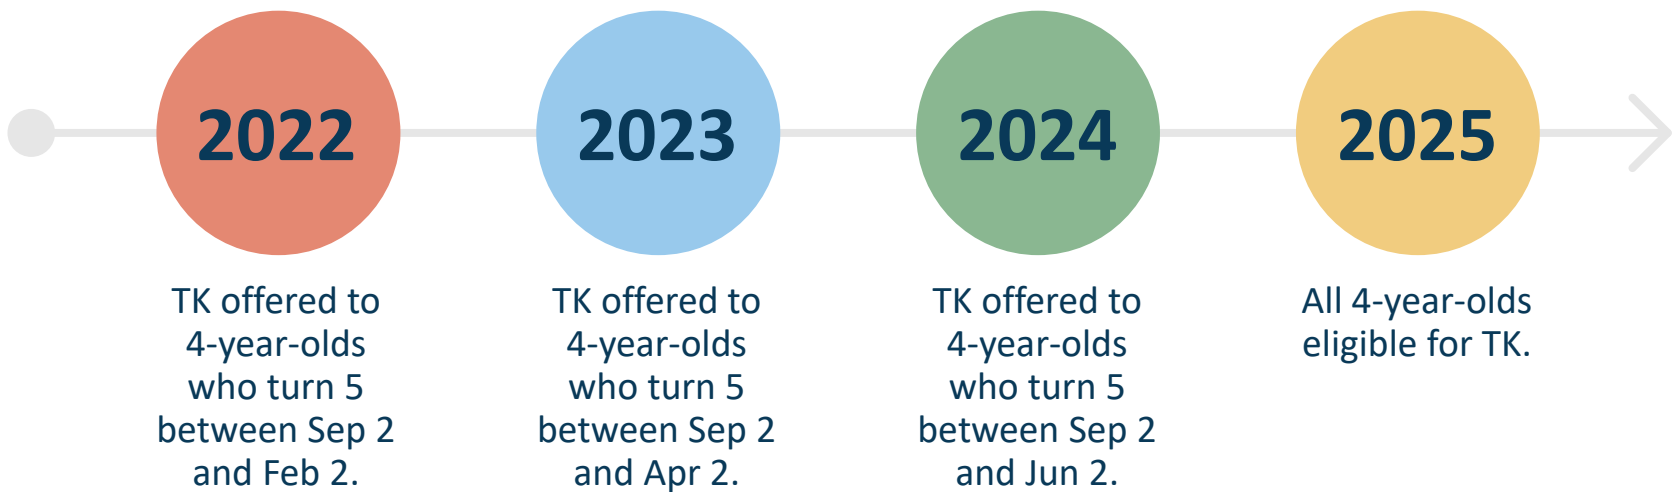 2022
TK offered to
4-year-olds
who turn 5
between Sep 2
and Feb 2.
2023
TK offered to
4-year-olds
who turn 5
between Sep 2
and Apr 2.
2024
TK offered to
4-year-olds
who turn 5
between Sep 2
and Jun 2.
2025
All 4-year-olds
eligible for TK.